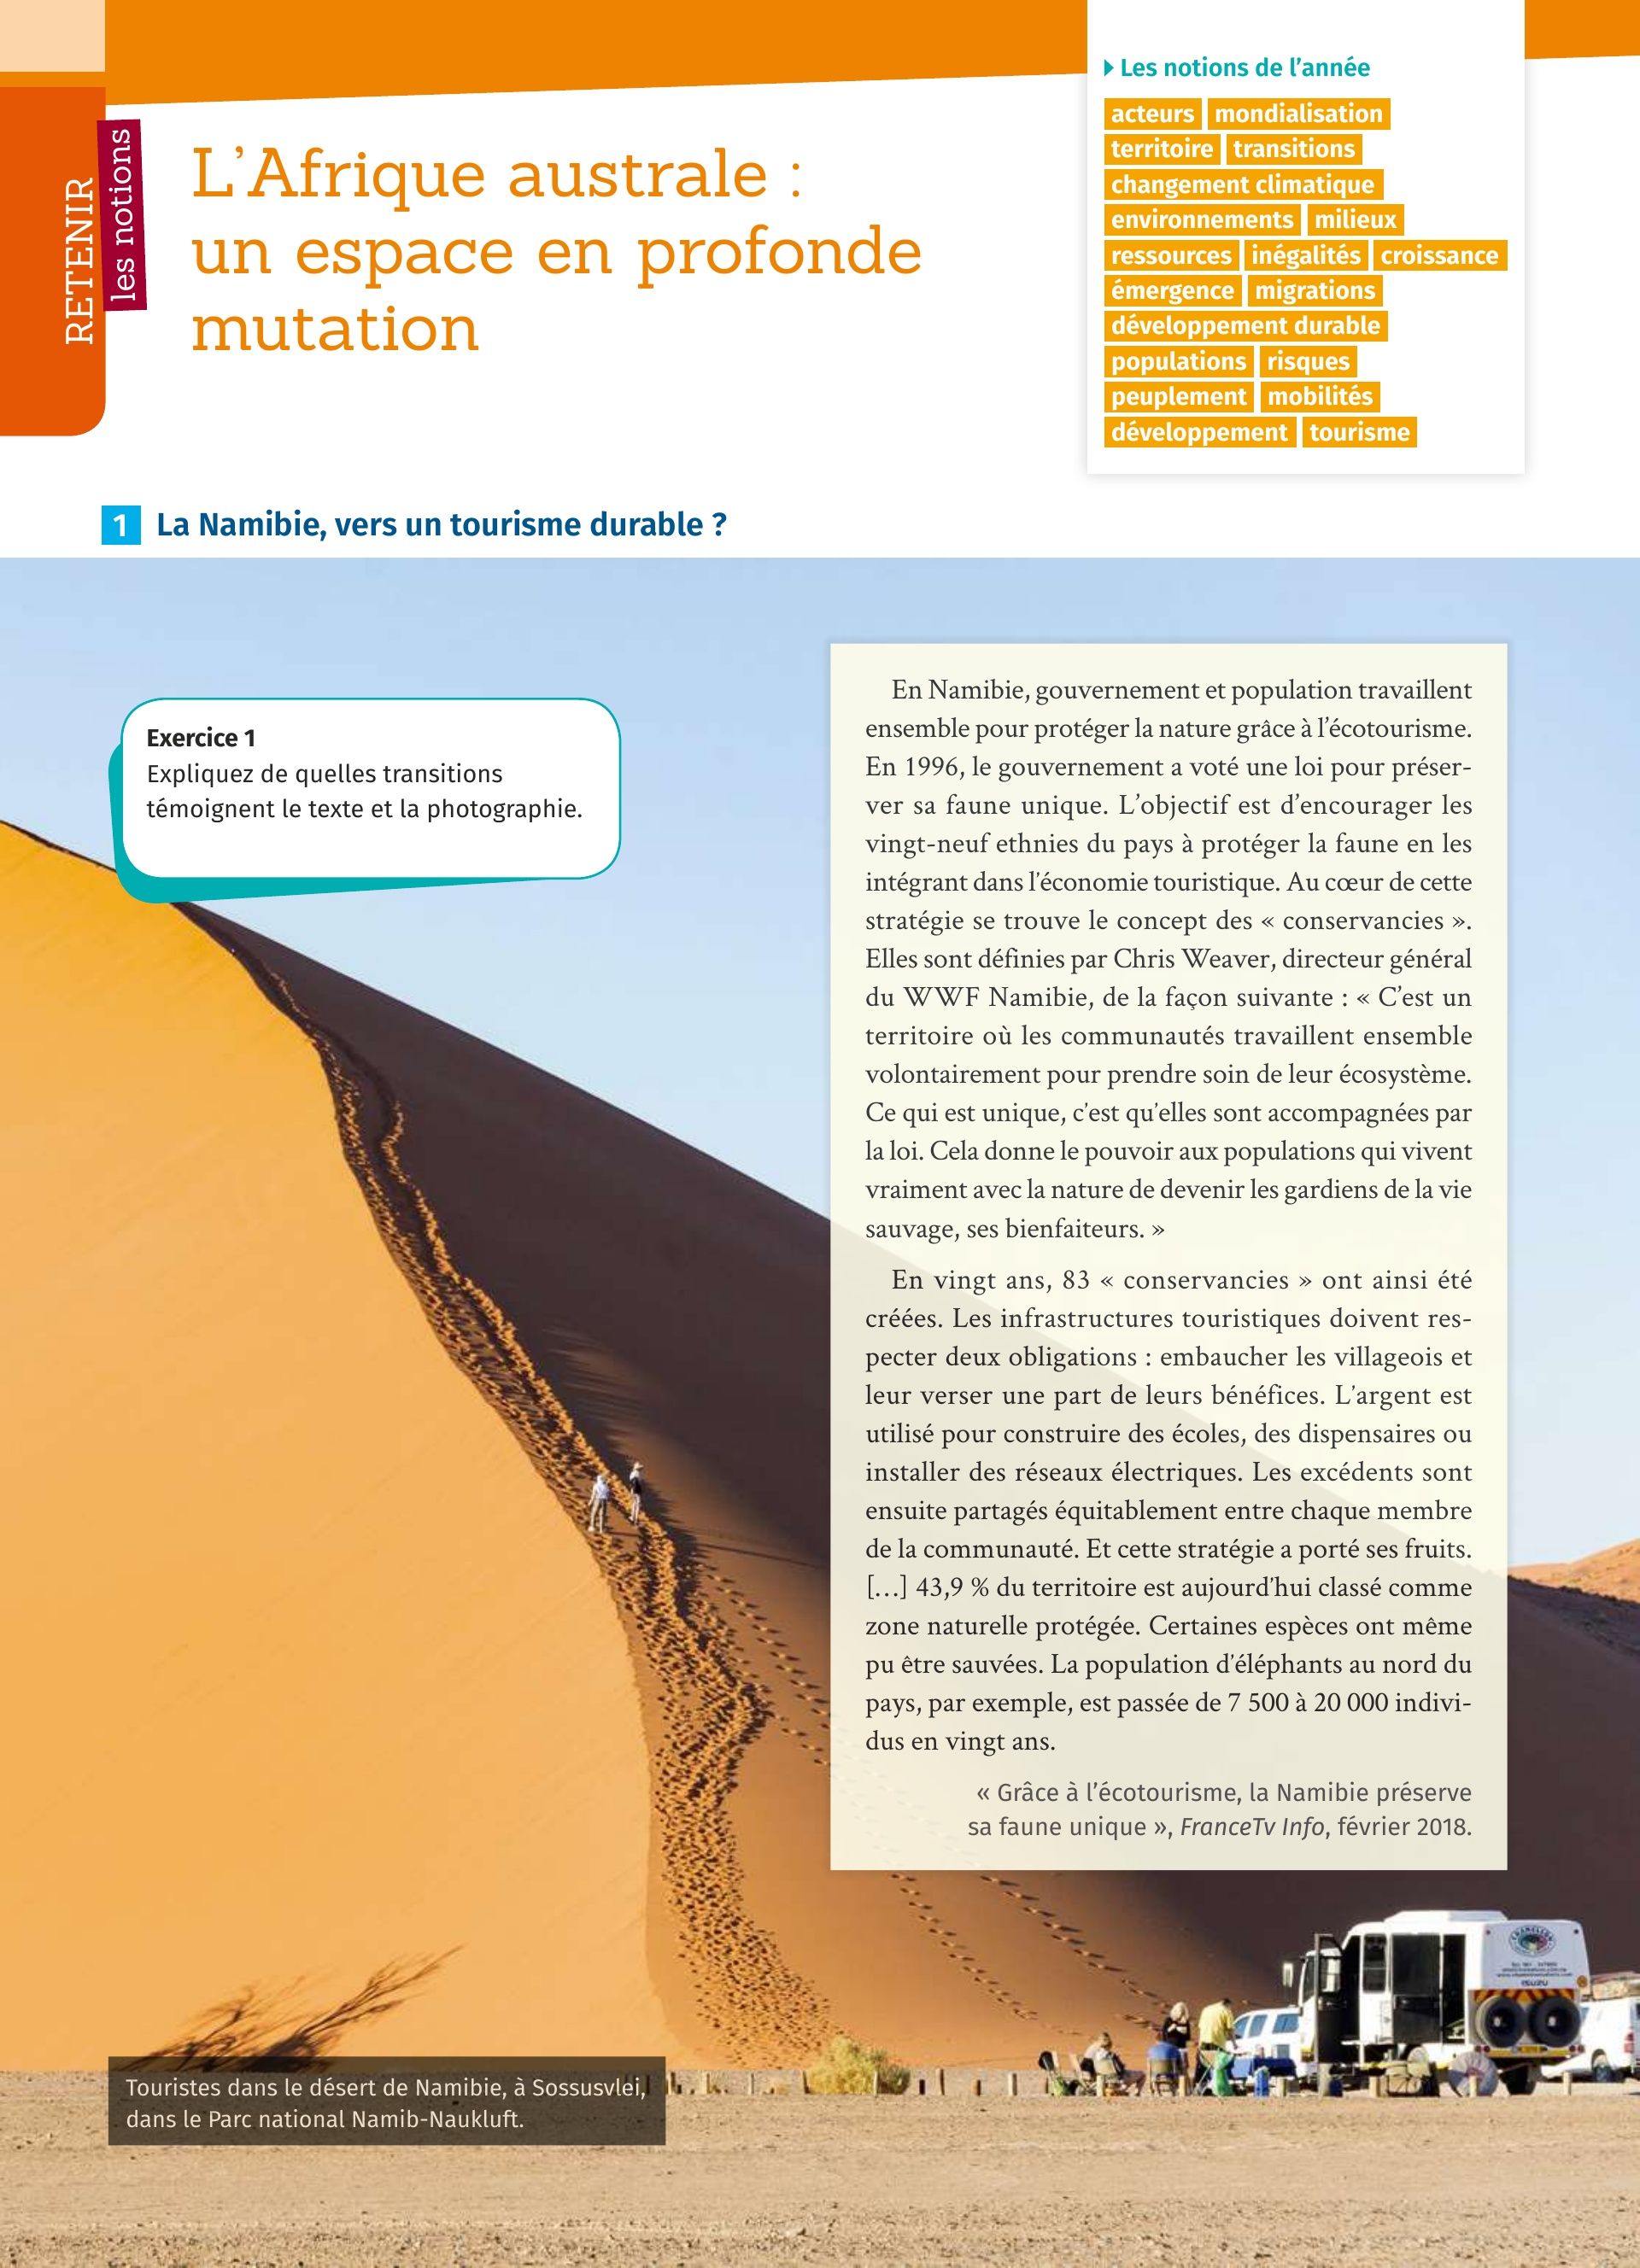 Les notions de l'année
acteurs mondialisation
territoire transitions
changement climatique
environnements milieux
ressources inégalités croissance
émergence migrations
développement durable
populations risques
peuplement mobilités
développement tourisme
RETENIR
les notions
L'Afrique australe :
un espace en profonde
mutation
1 La Namibie, vers un tourisme durable ?
Exercice 1
Expliquez de quelles transitions
témoignent le texte et la photographie.
En Namibie, gouvernement et population travaillent
ensemble pour protéger la nature grâce à l'écotourisme.
En 1996, le gouvernement a voté une loi pour préser-
ver sa faune unique. L'objectif est d'encourager les
vingt-neuf ethnies du pays à protéger la faune en les
intégrant dans l'économie touristique. Au cœur de cette
stratégie se trouve le concept des « conservancies ».
Elles sont définies par Chris Weaver, directeur général
du WWF Namibie, de la façon suivante : « C'est un
territoire où les communautés travaillent ensemble
volontairement pour prendre soin de leur écosystème.
Ce qui est unique, c'est qu'elles sont accompagnées par
la loi. Cela donne le pouvoir aux populations qui vivent
vraiment avec la nature de devenir les gardiens de la vie
sauvage, ses bienfaiteurs. »
En vingt ans, 83 « conservancies » ont ainsi été
créées. Les infrastructures touristiques doivent res-
pecter deux obligations : embaucher les villageois et
leur verser une part de leurs bénéfices. L'argent est
utilisé pour construire des écoles, des dispensaires ou
installer des réseaux électriques. Les excédents sont
ensuite partagés équitablement entre chaque membre
de la communauté. Et cette stratégie a porté ses fruits.
[…] 43,9 % du territoire est aujourd'hui classé comme
zone naturelle protégée. Certaines espèces ont même
pu être sauvées. La population d'éléphants au nord du
pays, par exemple, est passée de 7 500 à 20 000 indivi-
dus en vingt ans.
« Grâce à l'écotourisme, la Namibie préserve
sa faune unique », FranceTv Info, février 2018.
ISUZU
Touristes dans le désert de Namibie, à Sossusvlei,
dans le Parc national Namib-Naukluft.